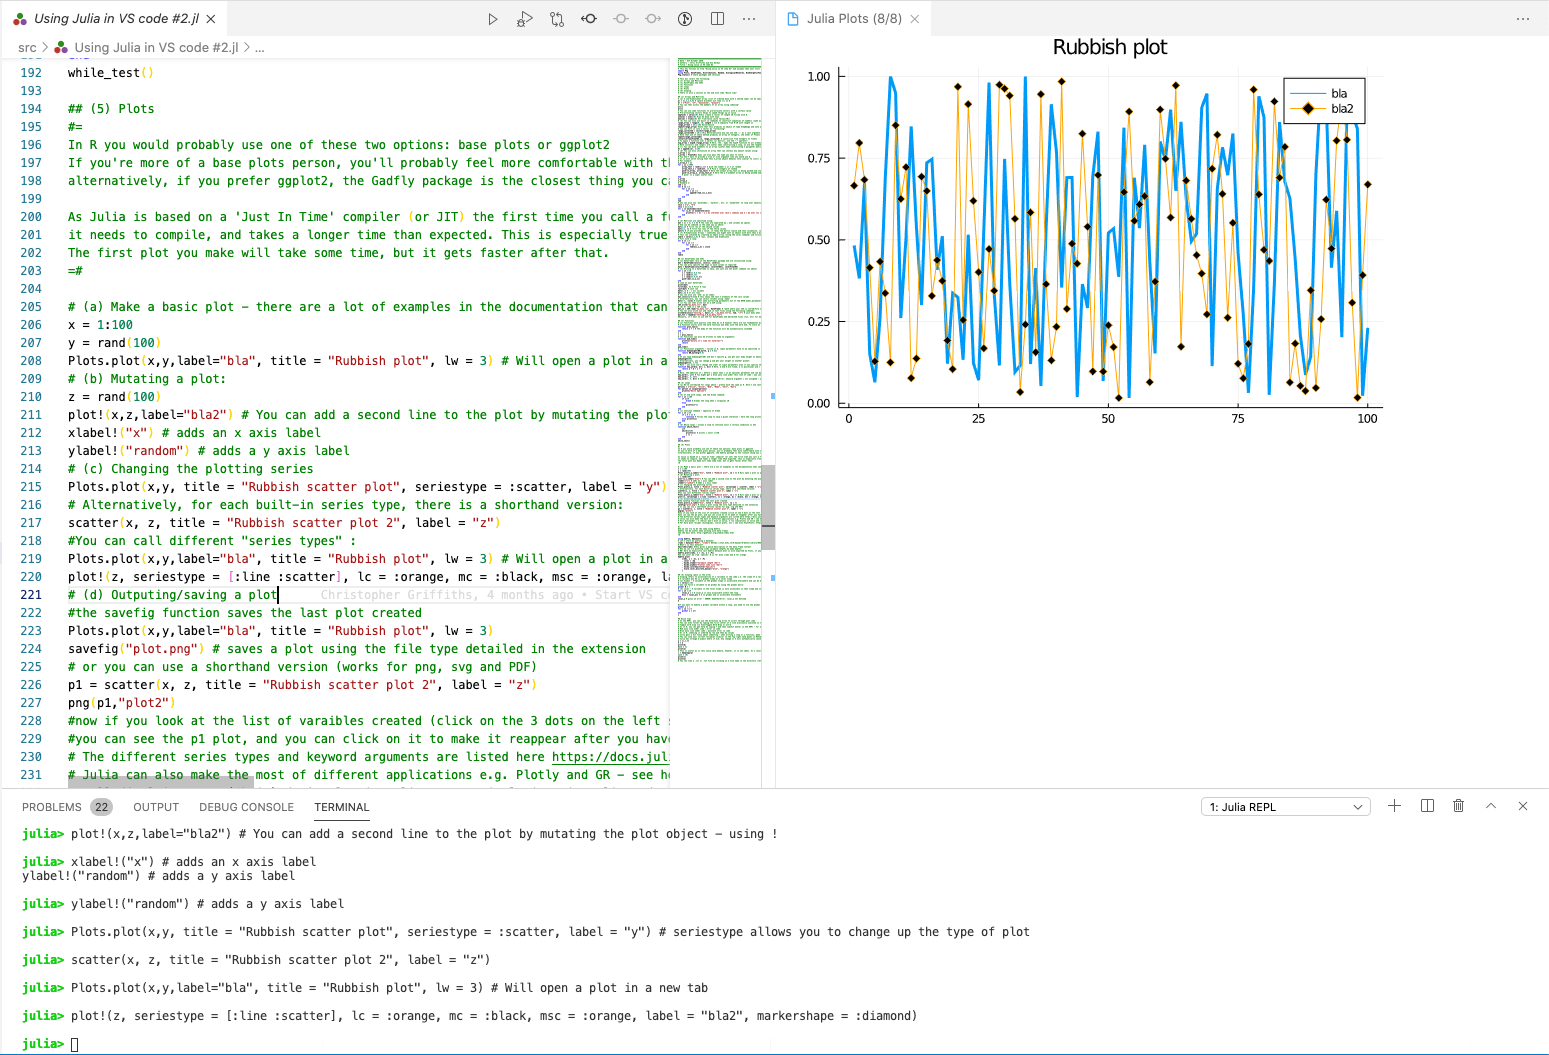 Using Julia in VS code #2.jl
Julia Plots (8/8)
src > Using Julia in VS code #2.jl > ...
192 while_test()
193
194 ## (5) Plots
195 #=
196 In R you would probably use one of these two options: base plots or ggplot2
197 If you're more of a base plots person, you'll probably feel more comfortable with t
198 alternatively, if you prefer ggplot2, the Gadfly package is the closest thing you c
199
200 As Julia is based on a 'Just In Time' compiler (or JIT) the first time you call a f
201 it needs to compile, and takes a longer time than expected. This is especially true
202 The first plot you make will take some time, but it gets faster after that.
203 =#
204
205 # (a) Make a basic plot – there are a lot of examples in the documentation that can
206 x = 1:100
207 y = rand(100)
208 Plots.plot(x,y,label="bla", title = "Rubbish plot", lw = 3) # Will open a plot in a
209 # (b) Mutating a plot:
210 z = rand(100)
211 plot!(x,z,label="bla2") # You can add a second line to the plot by mutating the plo
212 xlabel!("x") # adds an x axis label
213 ylabel!("random") # adds a y axis label
214 # (c) Changing the plotting series
215 Plots.plot(x,y, title = "Rubbish scatter plot", seriestype = :scatter, label = "y")
216 # Alternatively, for each built–in series type, there is a shorthand version:
217 scatter(x, z, title = "Rubbish scatter plot 2", label = "z")
218 #You can call different "series types" :
219 Plots.plot(x,y,label="bla", title = "Rubbish plot", lw = 3) # Will open a plot in a
220 plot!(z, seriestype = [:line :scatter], lc = :orange, mc = :black, msc = :orange, l
221 # (d) Outputing/saving a plot Christopher Griffiths, 4 months ago • Start VS c
222 #the savefig function saves the last plot created
223 Plots.plot(x,y,label="bla", title = "Rubbish plot", lw = 3)
224 savefig("plot.png") # saves a plot using the file type detailed in the extension
225 # or you can use a shorthand version (works for png, svg and PDF)
226 p1 = scatter(x, z, title = "Rubbish scatter plot 2", label = "z")
227 png(p1,"plot2")
228 #now if you look at the list of varaibles created (click on the 3 dots on the left
229 #you can see the p1 plot, and you can click on it to make it reappear after you hav
230 # The different series types and keyword arguments are listed here https://docs.jul
231 # Julia can also make the most of different applications e.g. Plotly and GR – see h
Rubbish plot
1.00
0.75
0.50
0.25
0.00
0 25 50 75 100
bla
bla2
PROBLEMS 22 OUTPUT DEBUG CONSOLE TERMINAL
1: Julia REPL
julia> plot!(x,z,label="bla2") # You can add a second line to the plot by mutating the plot object – using !
julia> xlabel!("x") # adds an x axis label
ylabel!("random") # adds a y axis label
julia> ylabel!("random") # adds a y axis label
julia> Plots.plot(x,y, title = "Rubbish scatter plot", seriestype = :scatter, label = "y") # seriestype allows you to change up the type of plot
julia> scatter(x, z, title = "Rubbish scatter plot 2", label = "z")
julia> Plots.plot(x,y,label="bla", title = "Rubbish plot", lw = 3) # Will open a plot in a new tab
julia> plot!(z, seriestype = [:line :scatter], lc = :orange, mc = :black, msc = :orange, label = "bla2", markershape = :diamond)
julia>